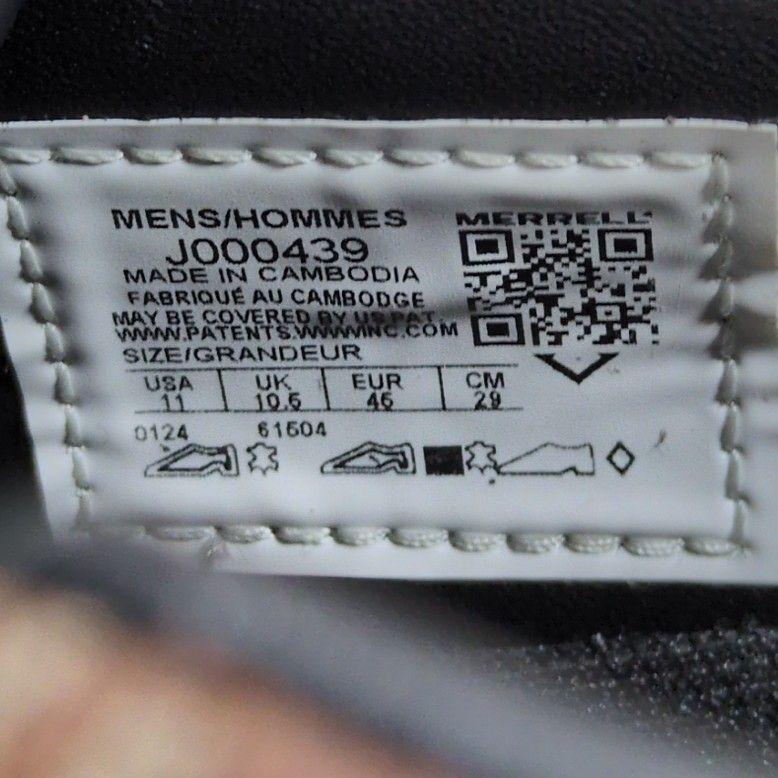 MENS/HOMMES
MERRELL
J000439
MADE IN CAMBODIA
FABRIQUÉ AU CAMBODGE
MAY BE COVERED BY US PAT.
WWW.PATENTS.WWWINC.COM
SIZE/GRANDEUR
USA UK EUR CM
11 10.5 45 29
0124 61504